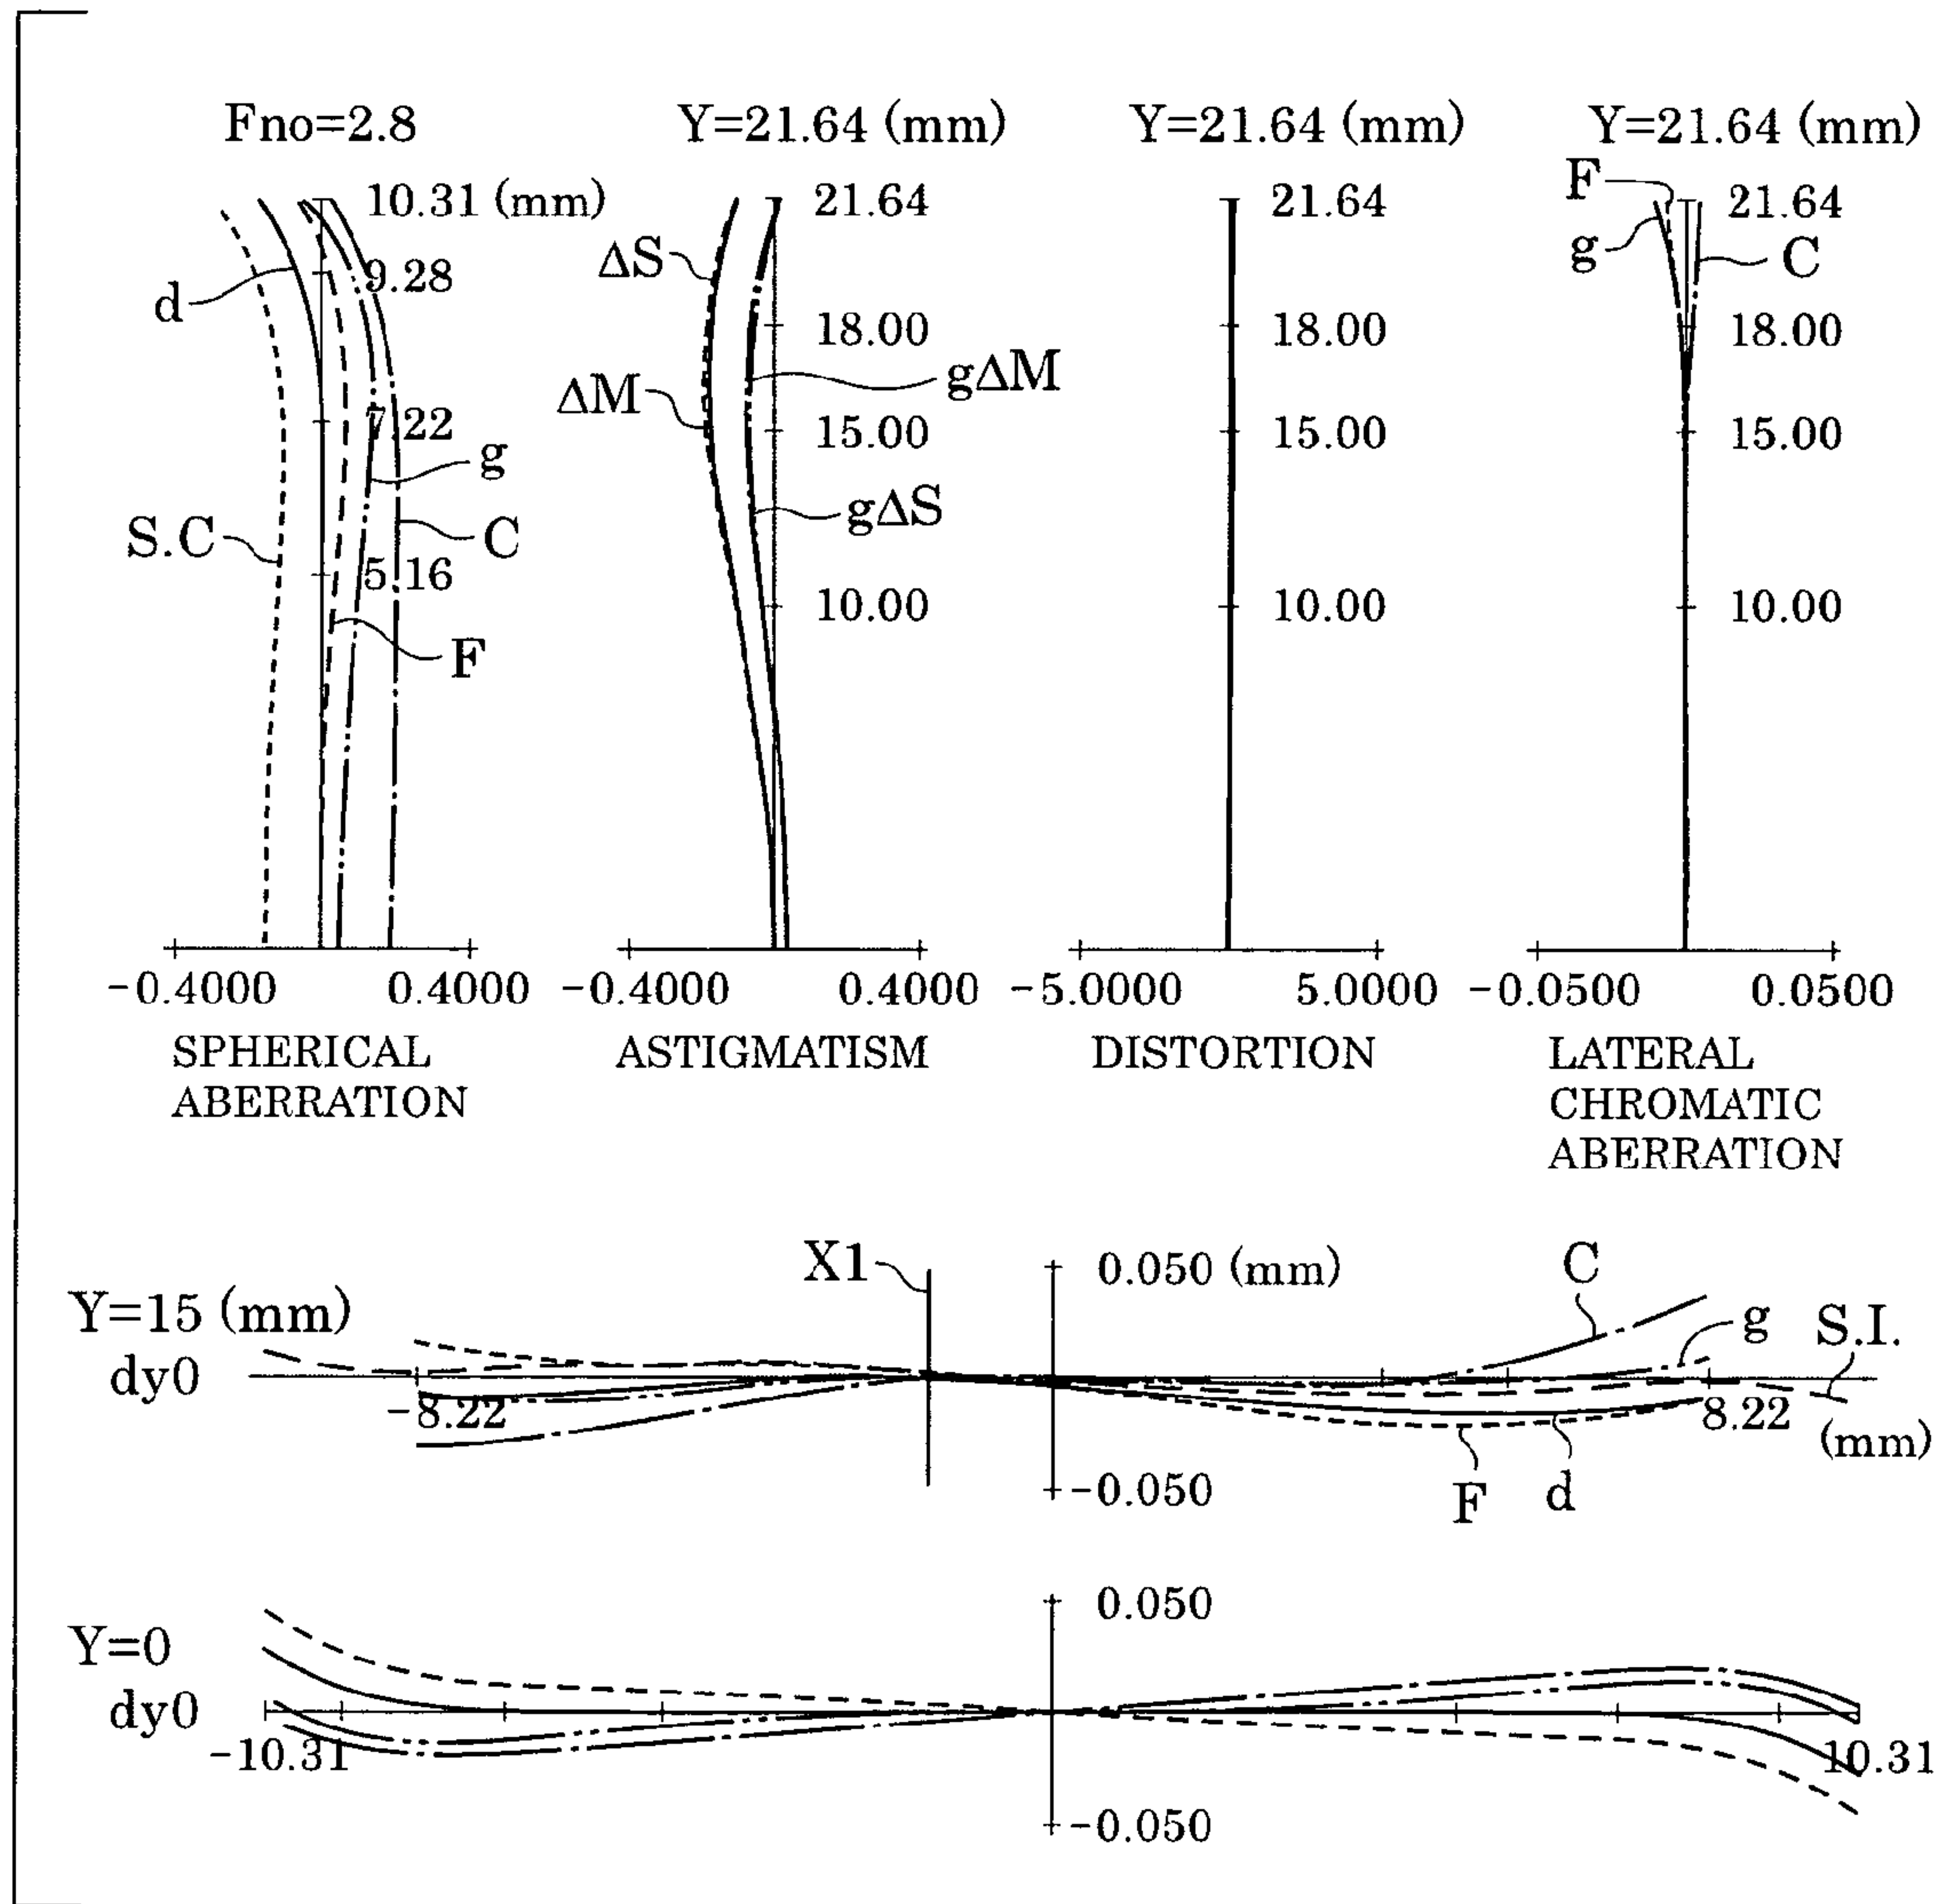 Fno=2.8 Y=21.64 (mm) Y=21.64 (mm) Y=21.64 (mm)
F
10.31 (mm) 21.64 21.64 21.64
ΔS g C
d 9.28
18.00 18.00 18.00
ΔM gΔM
7.22 15.00 15.00 15.00
g
S.C C gΔS
5.16
10.00 10.00 10.00
F
-0.4000 0.4000 -0.4000 0.4000 -5.0000 5.0000 -0.0500 0.0500
SPHERICAL ASTIGMATISM DISTORTION LATERAL
ABERRATION CHROMATIC
ABERRATION
X1 0.050 (mm) C
Y=15 (mm) g S.I.
dy0
-8.22 8.22
(mm)
-0.050 F d
0.050
Y=0
dy0
-10.31 10.31
-0.050